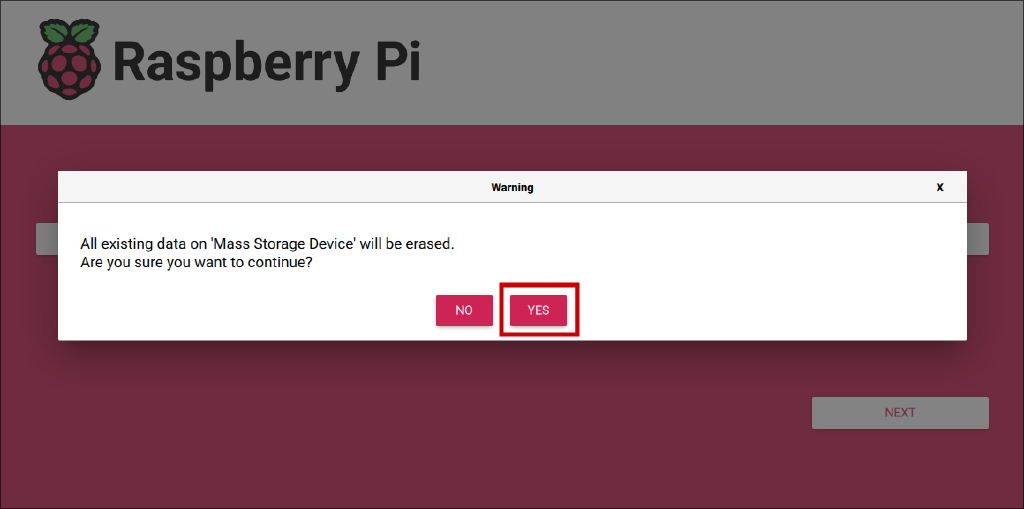 Raspberry Pi
Warning
X
All existing data on 'Mass Storage Device' will be erased.
Are you sure you want to continue?
NO
YES
NEXT